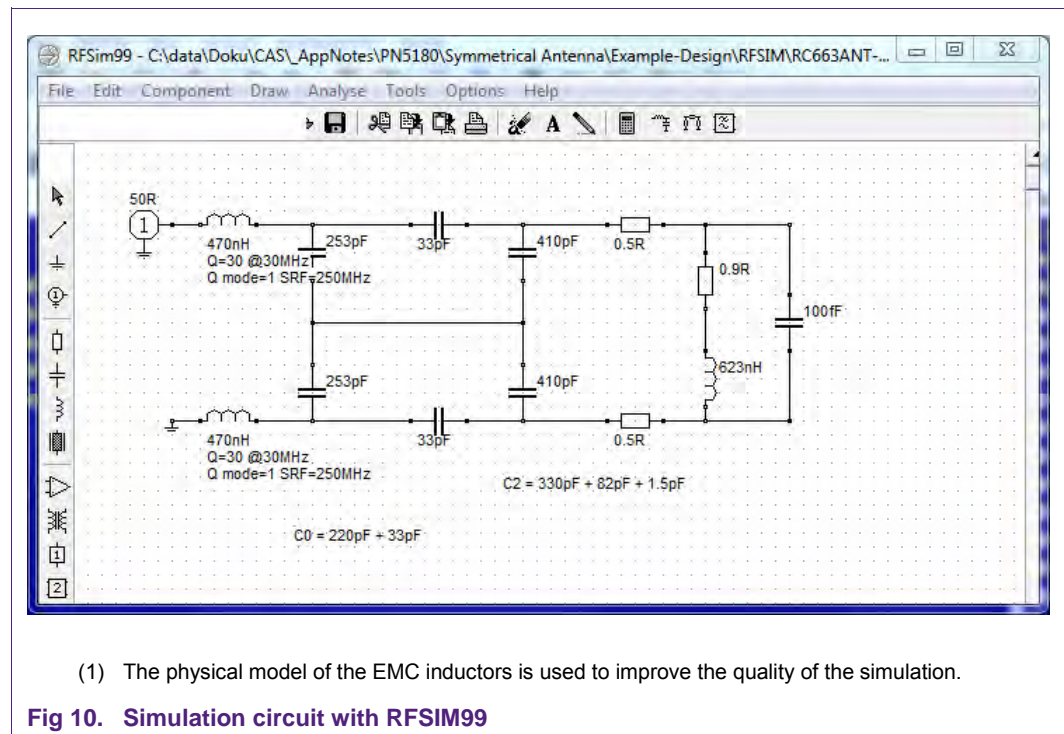 RFSim99 - C:\data\Doku\CAS\_AppNotes\PN5180\Symmetrical Antenna\Example-Design\RFSIM\RC663ANT-...
File Edit Component Draw Analyse Tools Options Help
A
50R
1
470nH
Q=30 @30MHz
Q mode=1 SRF=250MHz
253pF
33pF
410pF
0.5R
0.9R
100fF
623nH
253pF
410pF
470nH
Q=30 @30MHz
Q mode=1 SRF=250MHz
33pF
0.5R
C2 = 330pF + 82pF + 1.5pF
C0 = 220pF + 33pF
1
1
2
(1) The physical model of the EMC inductors is used to improve the quality of the simulation.
Fig 10. Simulation circuit with RFSIM99